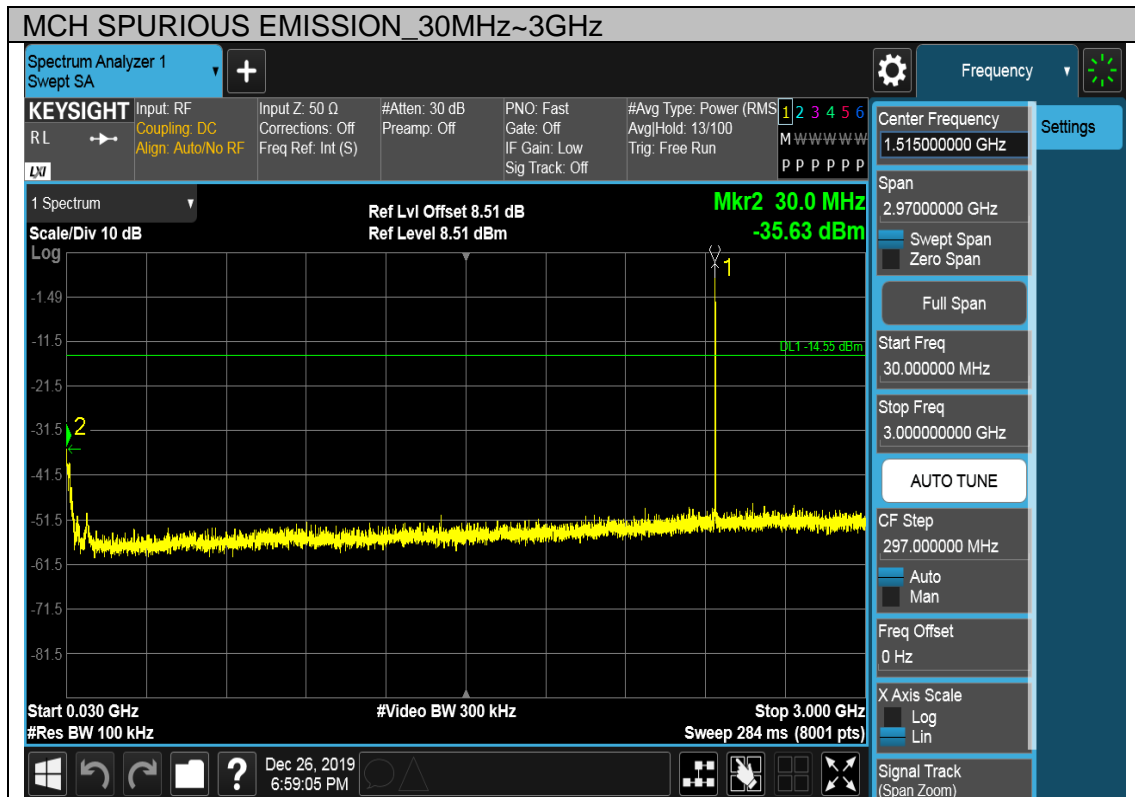 MCH SPURIOUS EMISSION_30MHz~3GHz
Spectrum Analyzer 1
Swept SA
+
Frequency
KEYSIGHT
RL
LXI
Input: RF
Coupling: DC
Align: Auto/No RF
Input Z: 50 Ω
Corrections: Off
Freq Ref: Int (S)
#Atten: 30 dB
Preamp: Off
PNO: Fast
Gate: Off
IF Gain: Low
Sig Track: Off
#Avg Type: Power (RMS
Avg|Hold: 13/100
Trig: Free Run
1 2 3 4 5 6
M W W W W W
P P P P P P
1 Spectrum
Scale/Div 10 dB
Log
Ref Lvl Offset 8.51 dB
Ref Level 8.51 dBm
Mkr2 30.0 MHz
-35.63 dBm
1
-1.49
-11.5
DL1 -14.55 dBm
-21.5
-31.5
2
-41.5
-51.5
-61.5
-71.5
-81.5
Start 0.030 GHz
#Res BW 100 kHz
#Video BW 300 kHz
Stop 3.000 GHz
Sweep 284 ms (8001 pts)
Center Frequency
1.515000000 GHz
Settings
Span
2.97000000 GHz
Swept Span
Zero Span
Full Span
Start Freq
30.000000 MHz
Stop Freq
3.000000000 GHz
AUTO TUNE
CF Step
297.000000 MHz
Auto
Man
Freq Offset
0 Hz
X Axis Scale
Log
Lin
Signal Track
(Span Zoom)
?
Dec 26, 2019
6:59:05 PM